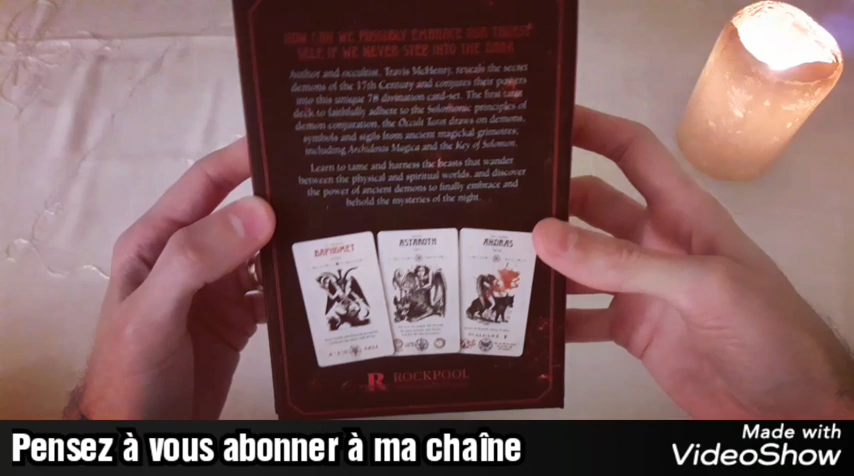 HOW CAN WE POSSIBLY EMBRACE OUR TRUEST
SELF IF WE NEVER STEP INTO THE DARK.
Author and occultist, Travis McHenry, reveals the secret
demons of the 17th Century and conjures their powers
into this unique 78 divination card-set. The first tarot
deck to faithfully adhere to the Solomonic principles of
demon conjuration, the Occult Tarot draws on demons,
symbols and sigils from ancient magickal grimoires,
including Archidoxis Magica and the Key of Solomon.
Learn to tame and harness the beasts that wander
between the physical and spiritual worlds, and discover
the power of ancient demons to finally embrace and
behold the mysteries of the night.
BAPHOMET
ASTAROTH
ANDRAS
R ROCKPOOL
Pensez à vous abonner à ma chaîne
Made with
VideoShow